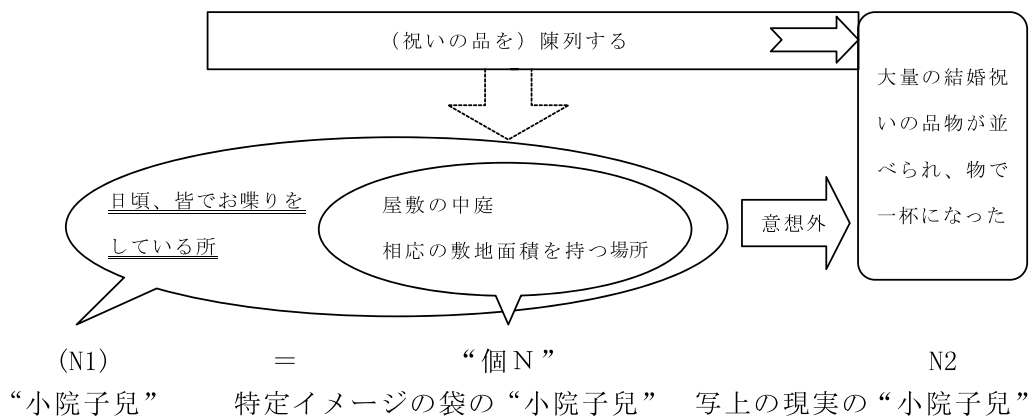 （祝いの品を）陳列する
大量の結婚祝
いの品物が並
べられ、物で
一杯になった
日頃、皆でお喋りを
している所
屋敷の中庭
相応の敷地面積を持つ場所
意想外
(N1) ＝ “個Ｎ” N2
“小院子兒” 特定イメージの袋の“小院子兒” 写上の現実の“小院子兒”